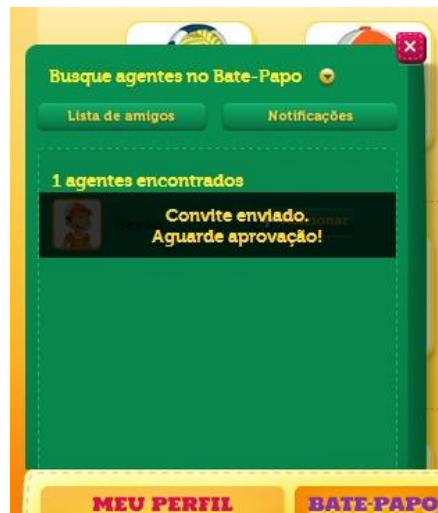 Busque agentes no Bate-Papo
Lista de amigos
Notificações
1 agentes encontrados
Convite enviado.
Aguarde aprovação!
MEU PERFIL
BATE-PAPO